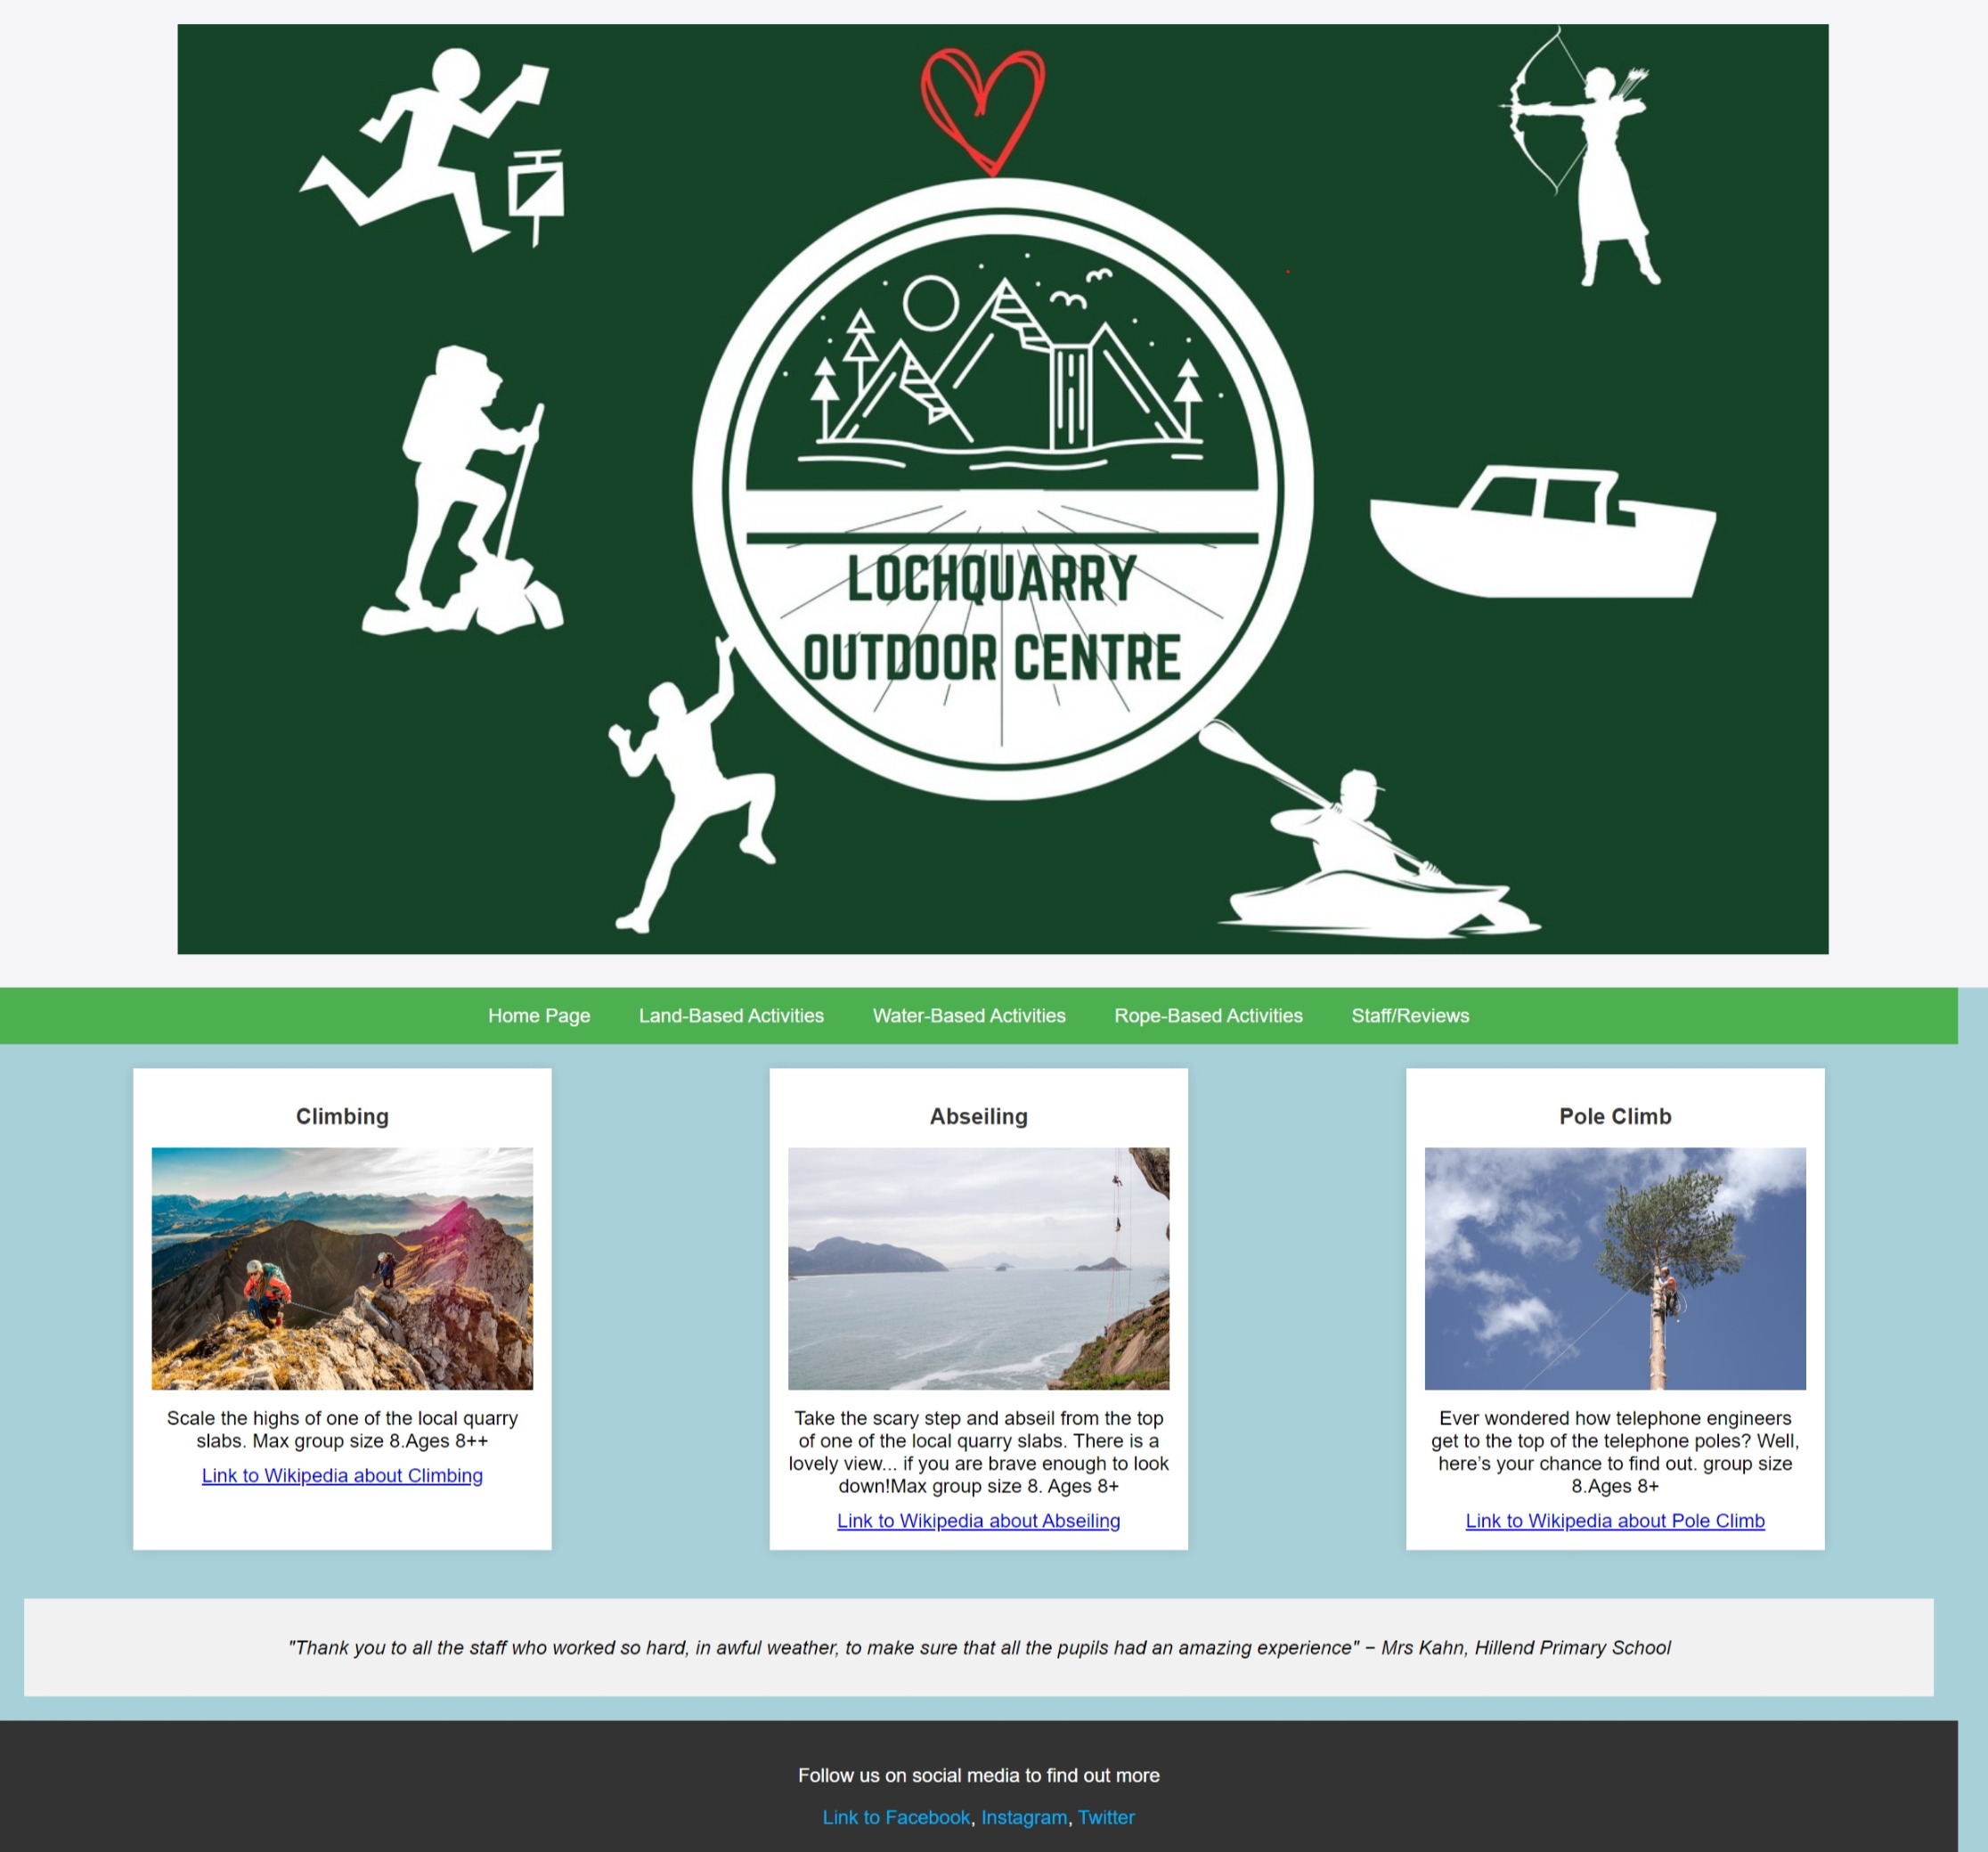 LOCHQUARRY
OUTDOOR CENTRE
Home Page Land-Based Activities Water-Based Activities Rope-Based Activities Staff/Reviews
Climbing
Scale the highs of one of the local quarry
slabs. Max group size 8.Ages 8++
Link to Wikipedia about Climbing
Abseiling
Take the scary step and abseil from the top
of one of the local quarry slabs. There is a
lovely view... if you are brave enough to look
down!Max group size 8. Ages 8+
Link to Wikipedia about Abseiling
Pole Climb
Ever wondered how telephone engineers
get to the top of the telephone poles? Well,
here's your chance to find out. group size
8.Ages 8+
Link to Wikipedia about Pole Climb
"Thank you to all the staff who worked so hard, in awful weather, to make sure that all the pupils had an amazing experience" − Mrs Kahn, Hillend Primary School
Follow us on social media to find out more
Link to Facebook, Instagram, Twitter